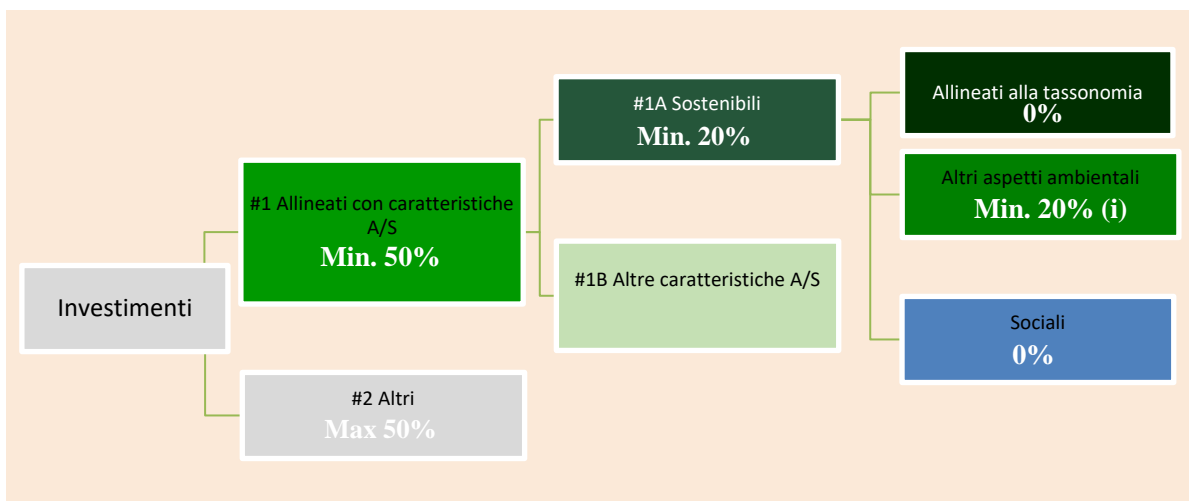 Investimenti
#1 Allineati con caratteristiche
A/S
Min. 50%
#2 Altri
Max 50%
#1A Sostenibili
Min. 20%
#1B Altre caratteristiche A/S
Allineati alla tassonomia
0%
Altri aspetti ambientali
Min. 20% (i)
Sociali
0%